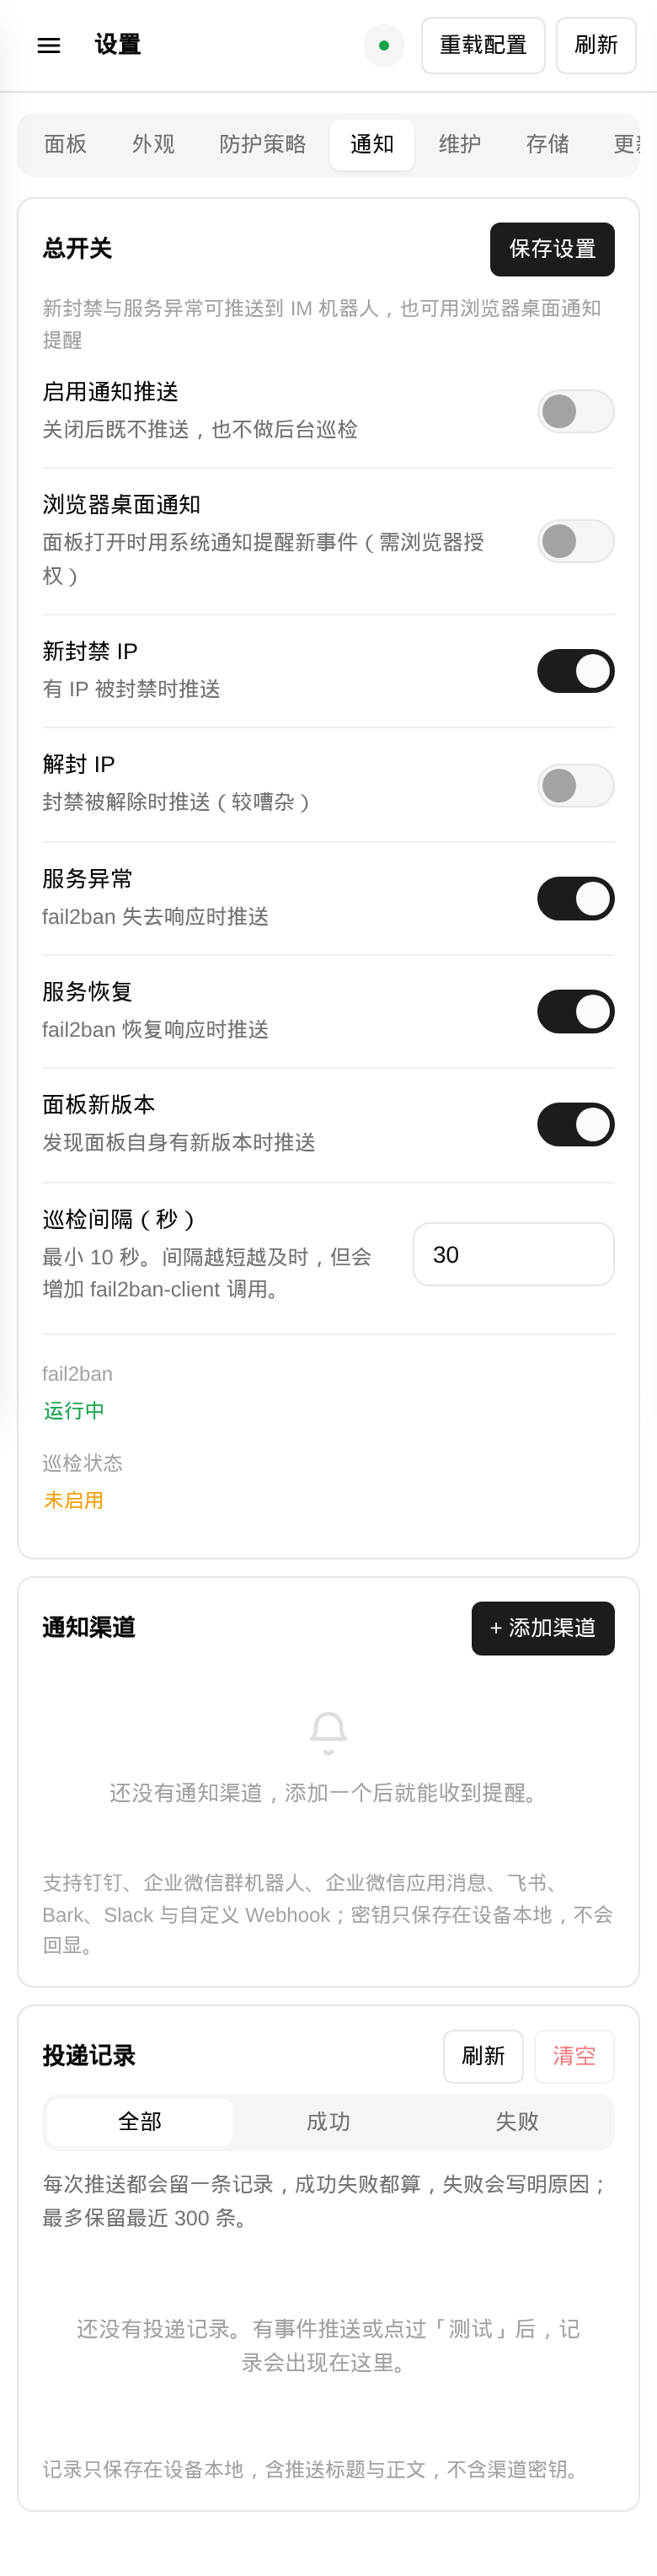 设置
重载配置
刷新
面板
外观
防护策略
通知
维护
存储
更新
总开关
保存设置
新封禁与服务异常可推送到 IM 机器人，也可用浏览器桌面通知
提醒
启用通知推送
关闭后既不推送，也不做后台巡检
浏览器桌面通知
面板打开时用系统通知提醒新事件（需浏览器授
权）
新封禁 IP
有 IP 被封禁时推送
解封 IP
封禁被解除时推送（较嘈杂）
服务异常
fail2ban 失去响应时推送
服务恢复
fail2ban 恢复响应时推送
面板新版本
发现面板自身有新版本时推送
巡检间隔（秒）
最小 10 秒。间隔越短越及时，但会
增加 fail2ban-client 调用。
30
fail2ban
运行中
巡检状态
未启用
通知渠道
+ 添加渠道
还没有通知渠道，添加一个后就能收到提醒。
支持钉钉、企业微信群机器人、企业微信应用消息、飞书、
Bark、Slack 与自定义 Webhook；密钥只保存在设备本地，不会
回显。
投递记录
刷新
清空
全部
成功
失败
每次推送都会留一条记录，成功失败都算，失败会写明原因；
最多保留最近 300 条。
还没有投递记录。有事件推送或点过「测试」后，记
录会出现在这里。
记录只保存在设备本地，含推送标题与正文，不含渠道密钥。